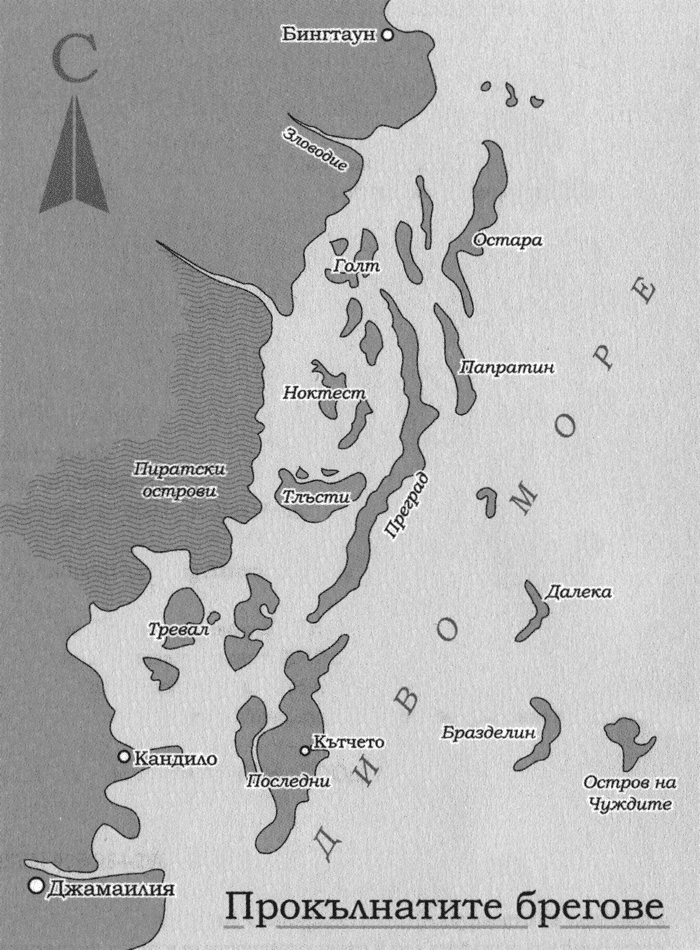 Бингтаун
С
Зловодие
Остара
Голт
Папратин
Ноктест
Пиратски
острови
Тлъсти
Преград
Далека
Тревал
Кътчето
Бразделин
Кандило
Последни
Остров на
Чуждите
ДИВО МОРЕ
Джамаилия
Прокълнатите брегове